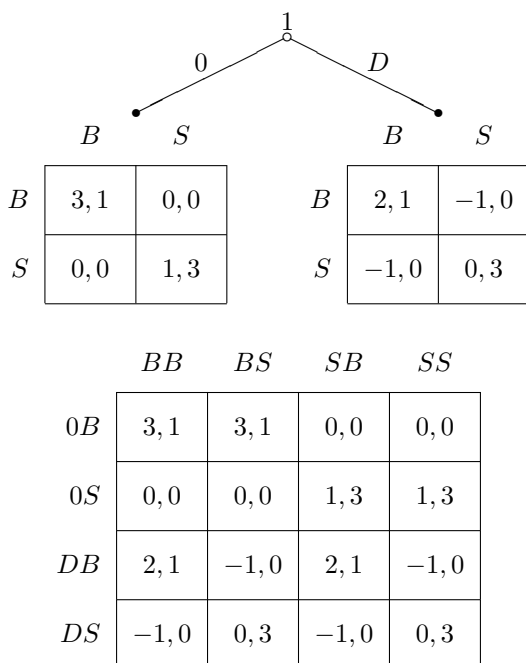 1
0 D
B S B S
B 3, 1 0, 0 B 2, 1 −1, 0
S 0, 0 1, 3 S −1, 0 0, 3
BB BS SB SS
0B 3, 1 3, 1 0, 0 0, 0
0S 0, 0 0, 0 1, 3 1, 3
DB 2, 1 −1, 0 2, 1 −1, 0
DS −1, 0 0, 3 −1, 0 0, 3